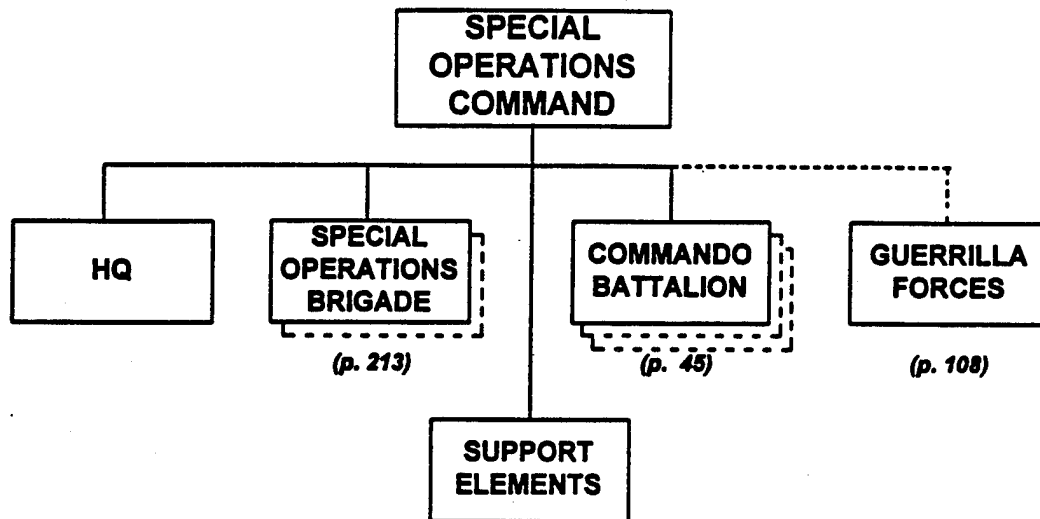 SPECIAL
OPERATIONS
COMMAND
HQ
SPECIAL
OPERATIONS
BRIGADE
(p. 213)
COMMANDO
BATTALION
(p. 45)
GUERRILLA
FORCES
(p. 108)
SUPPORT
ELEMENTS